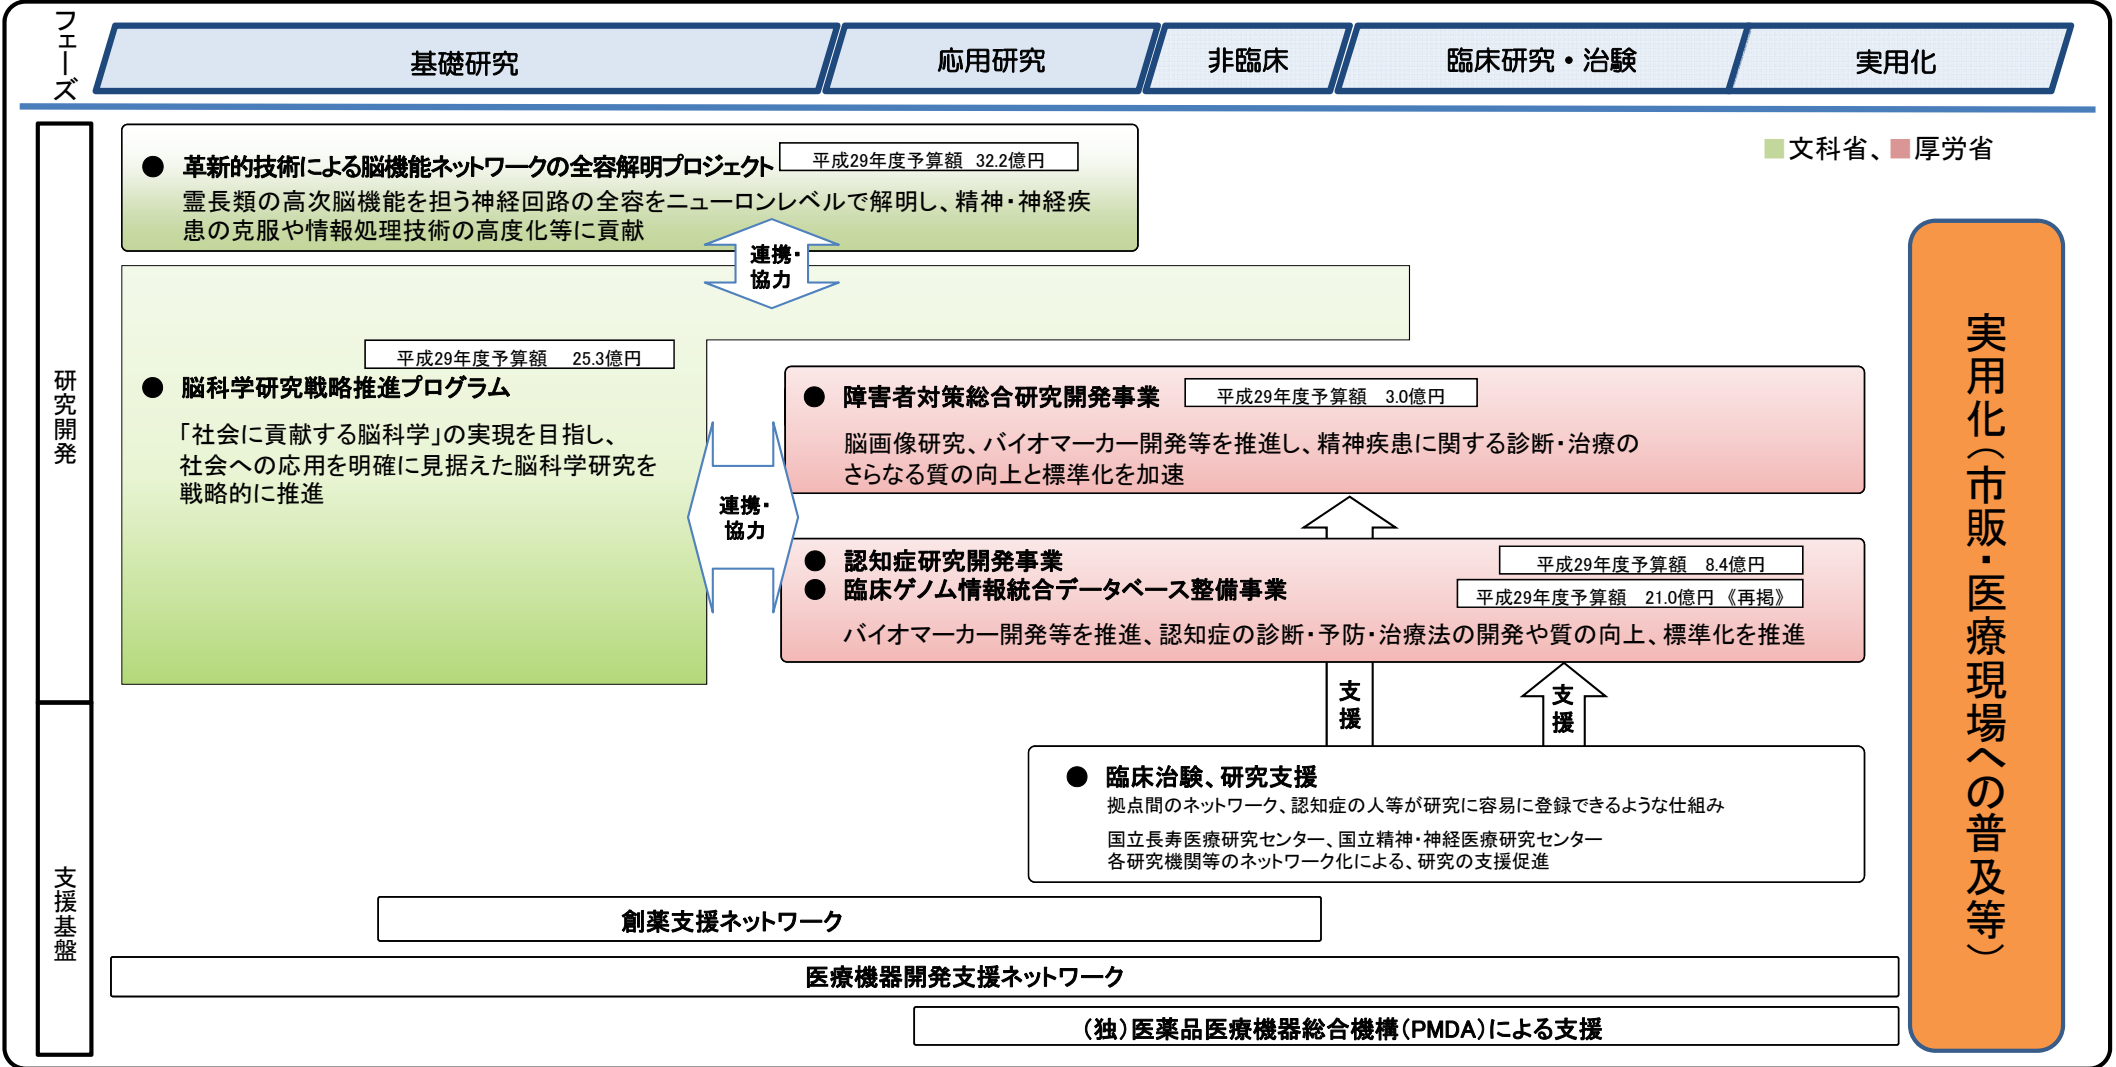 フェーズ
基礎研究
応用研究
非臨床
臨床研究・治験
実用化
■文科省、■厚労省
研究開発
● 革新的技術による脳機能ネットワークの全容解明プロジェクト
平成29年度予算額 32.2億円
霊長類の高次脳機能を担う神経回路の全容をニューロンレベルで解明し、精神・神経疾
患の克服や情報処理技術の高度化等に貢献
連携・
協力
平成29年度予算額 25.3億円
● 脳科学研究戦略推進プログラム
「社会に貢献する脳科学」の実現を目指し、
社会への応用を明確に見据えた脳科学研究を
戦略的に推進
連携・
協力
● 障害者対策総合研究開発事業
平成29年度予算額 3.0億円
脳画像研究、バイオマーカー開発等を推進し、精神疾患に関する診断・治療の
さらなる質の向上と標準化を加速
● 認知症研究開発事業
平成29年度予算額 8.4億円
● 臨床ゲノム情報統合データベース整備事業
平成29年度予算額 21.0億円 《再掲》
バイオマーカー開発等を推進、認知症の診断・予防・治療法の開発や質の向上、標準化を推進
支援
支援
実用化（市販・医療現場への普及等）
支援基盤
● 臨床治験、研究支援
拠点間のネットワーク、認知症の人等が研究に容易に登録できるような仕組み
国立長寿医療研究センター、国立精神・神経医療研究センター
各研究機関等のネットワーク化による、研究の支援促進
創薬支援ネットワーク
医療機器開発支援ネットワーク
（独）医薬品医療機器総合機構（PMDA）による支援